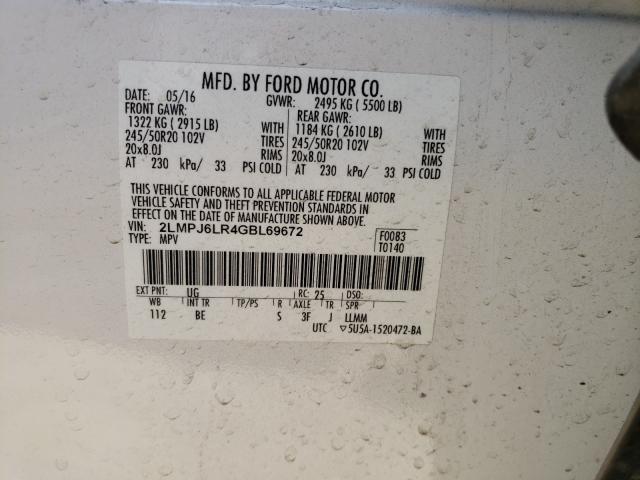 MFD. BY FORD MOTOR CO.
DATE: 05/16 GVWR: 2495 KG ( 5500 LB)
FRONT GAWR: REAR GAWR:
1322 KG ( 2915 LB) WITH 1184 KG ( 2610 LB) WITH
245/50R20 102V TIRES 245/50R20 102V TIRES
20x8.0J RIMS 20x8.0J RIMS
AT 230 kPa/ 33 PSI COLD AT 230 kPa/ 33 PSI COLD
THIS VEHICLE CONFORMS TO ALL APPLICABLE FEDERAL MOTOR
VEHICLE SAFETY AND THEFT PREVENTION STANDARDS IN
EFFECT ON THE DATE OF MANUFACTURE SHOWN ABOVE.
VIN: 2LMPJ6LR4GBL69672 F0083
TYPE: MPV T0140
EXT PNT: UG RC: 25 DSO:
WB INT TR TP/PS R AXLE TR SPR
112 BE S 3F J LLMM
UTC ▽5U5A-1520472-BA